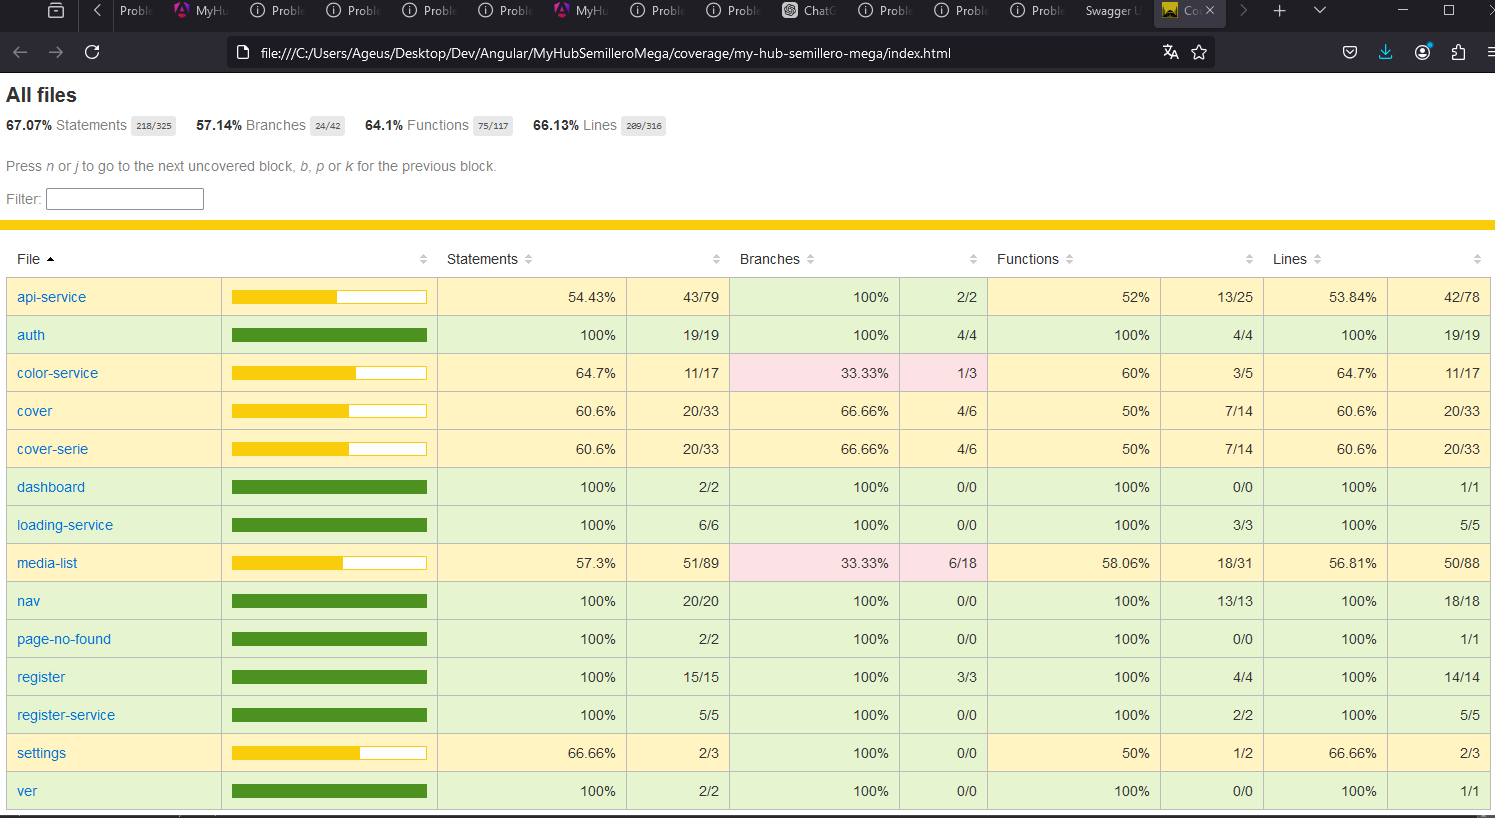 Proble MyHu Proble Proble Proble Proble MyHu Proble Proble ChatG Proble Proble Proble Swagger U Co
file:///C:/Users/Ageus/Desktop/Dev/Angular/MyHubSemilleroMega/coverage/my-hub-semillero-mega/index.html
All files
67.07% Statements 218/325 57.14% Branches 24/42 64.1% Functions 75/117 66.13% Lines 209/316
Press n or j to go to the next uncovered block, b, p or k for the previous block.
Filter:
File Statements Branches Functions Lines
api-service 54.43% 43/79 100% 2/2 52% 13/25 53.84% 42/78
auth 100% 19/19 100% 4/4 100% 4/4 100% 19/19
color-service 64.7% 11/17 33.33% 1/3 60% 3/5 64.7% 11/17
cover 60.6% 20/33 66.66% 4/6 50% 7/14 60.6% 20/33
cover-serie 60.6% 20/33 66.66% 4/6 50% 7/14 60.6% 20/33
dashboard 100% 2/2 100% 0/0 100% 0/0 100% 1/1
loading-service 100% 6/6 100% 0/0 100% 3/3 100% 5/5
media-list 57.3% 51/89 33.33% 6/18 58.06% 18/31 56.81% 50/88
nav 100% 20/20 100% 0/0 100% 13/13 100% 18/18
page-no-found 100% 2/2 100% 0/0 100% 0/0 100% 1/1
register 100% 15/15 100% 3/3 100% 4/4 100% 14/14
register-service 100% 5/5 100% 0/0 100% 2/2 100% 5/5
settings 66.66% 2/3 100% 0/0 50% 1/2 66.66% 2/3
ver 100% 2/2 100% 0/0 100% 0/0 100% 1/1